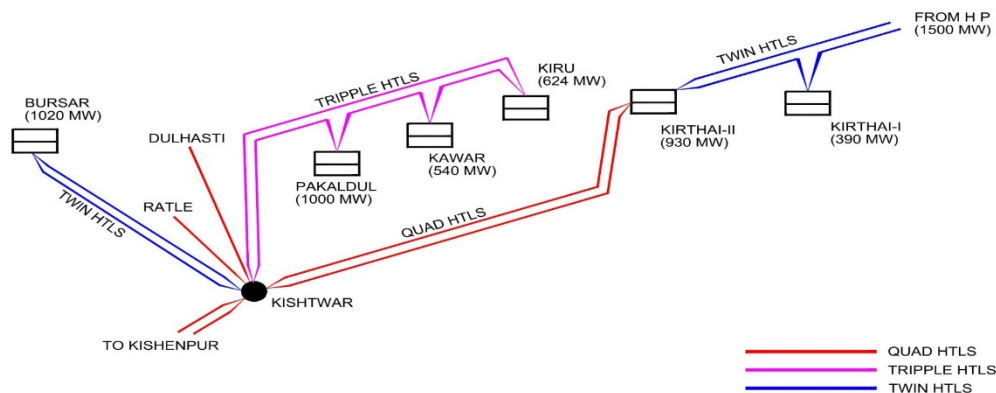 FROM H P
(1500 MW)
TWIN HTLS
KIRU
(624 MW)
TRIPPLE HTLS
BURSAR
(1020 MW)
DULHASTI
KIRTHAI-II
(930 MW)
KIRTHAI-I
(390 MW)
KAWAR
(540 MW)
PAKALDUL
(1000 MW)
TWIN HTLS
RATLE
QUAD HTLS
KISHTWAR
TO KISHENPUR
QUAD HTLS
TRIPPLE HTLS
TWIN HTLS